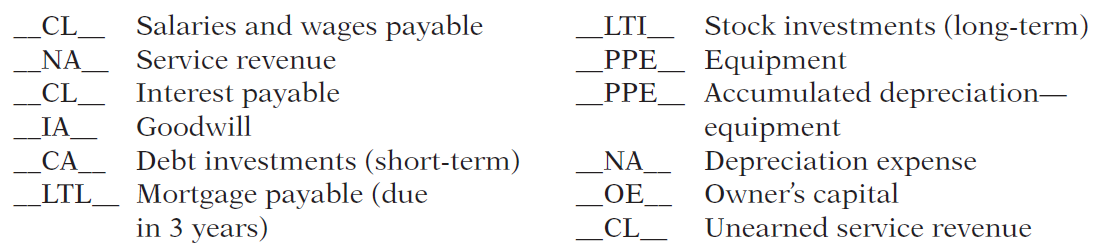 __CL__ Salaries and wages payable
__NA__ Service revenue
__CL__ Interest payable
__IA__ Goodwill
__CA__ Debt investments (short-term)
__LTL__ Mortgage payable (due
in 3 years)
__LTI__ Stock investments (long-term)
__PPE__ Equipment
__PPE__ Accumulated depreciation—
equipment
__NA__ Depreciation expense
__OE__ Owner’s capital
__CL__ Unearned service revenue